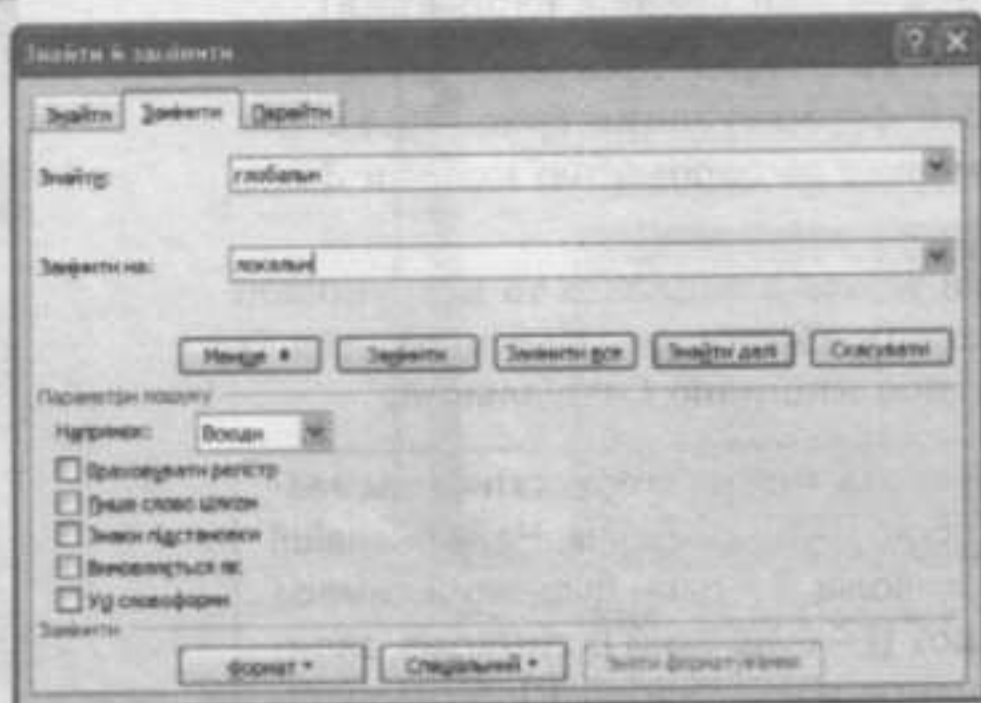 Знайти й замінити
Знайти Замінити Перейти
Знайти: глобальн
Замінити на: локальн
Менше Замінити Замінити все Знайти далі Скасувати
Параметри пошуку
Напрямок: Всюди
Враховувати регістр
Лише слово цілком
Знаки підстановки
Вимовляється як
Усі словоформи
Замінити
Формат Спеціальний Зняти форматування